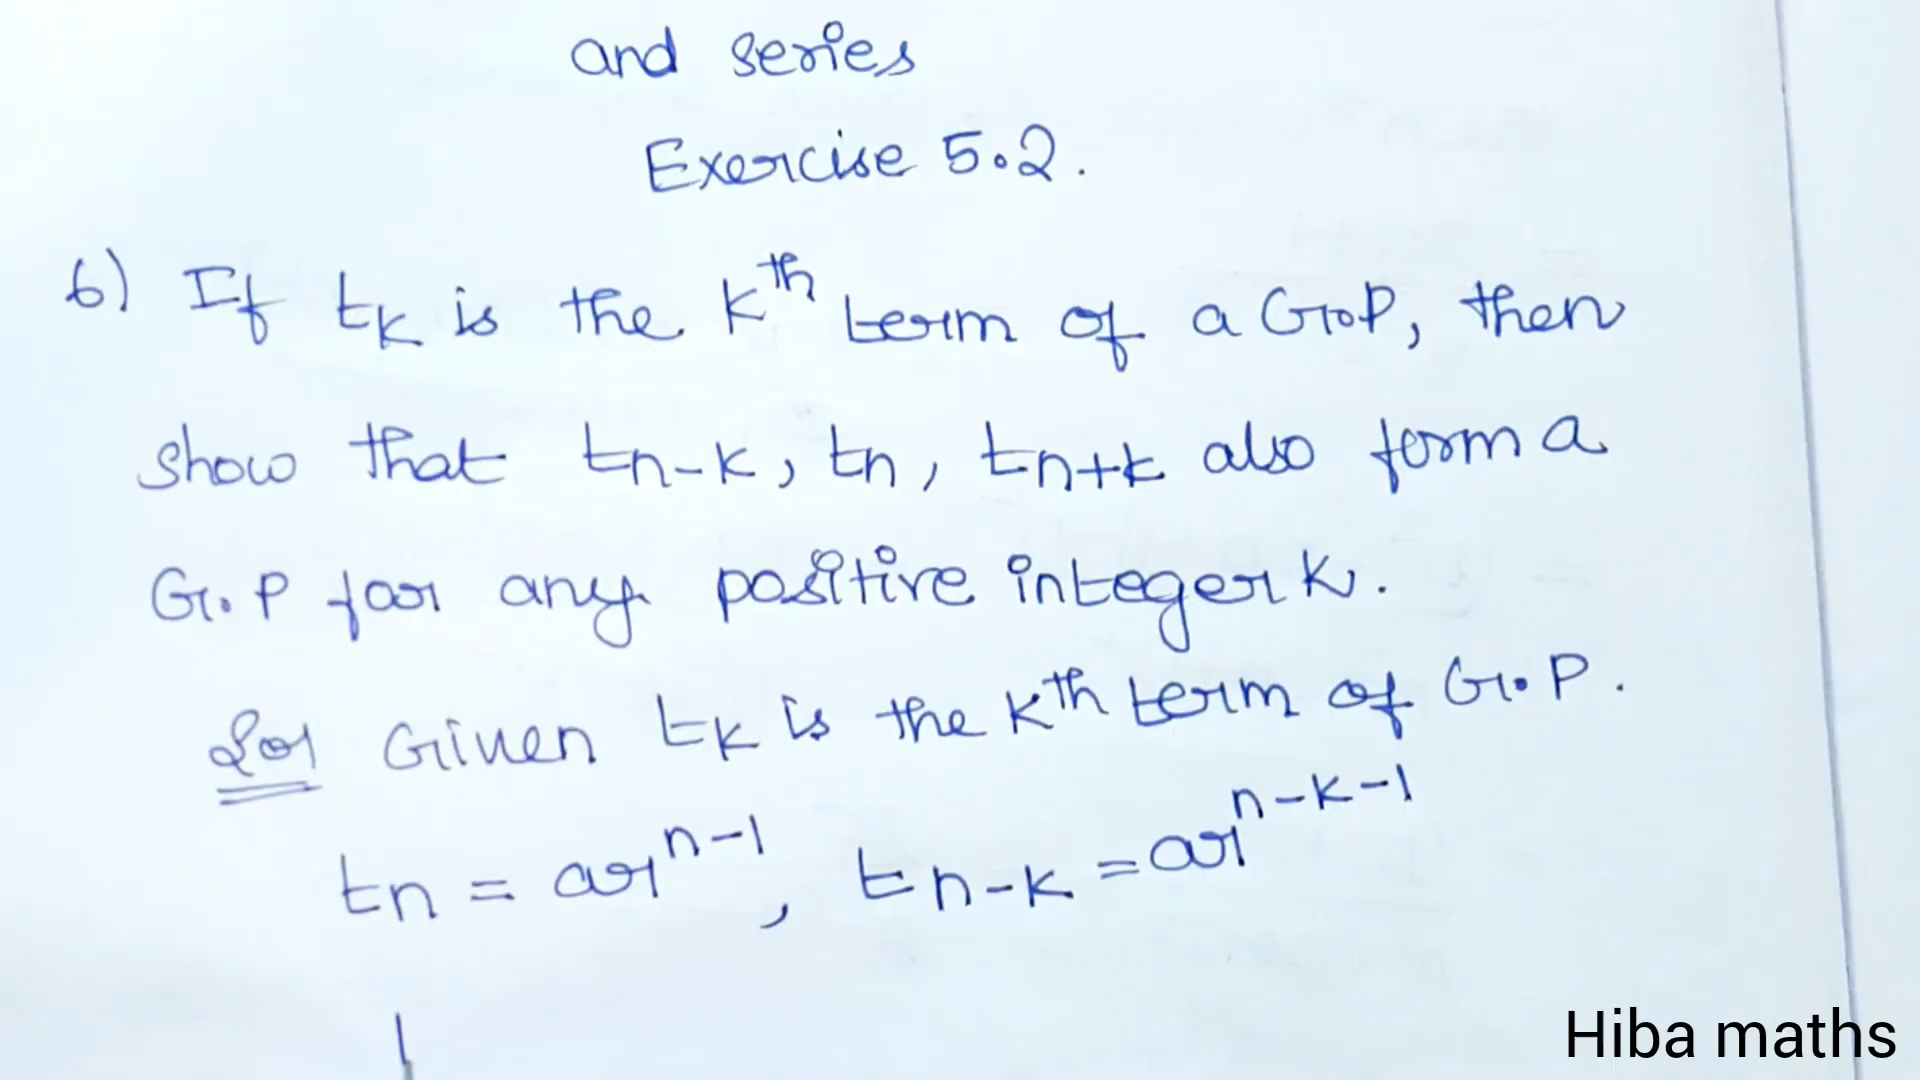 and series
Exercise 5.2.
6) If tk is the kth term of a G.P, then
show that tn-k, tn, tn+k also form a
G.P for any positive integer k.
Sol Given tk is the kth term of G.P.
tn = ar^n-1, tn-k = ar^n-k-1
Hiba maths